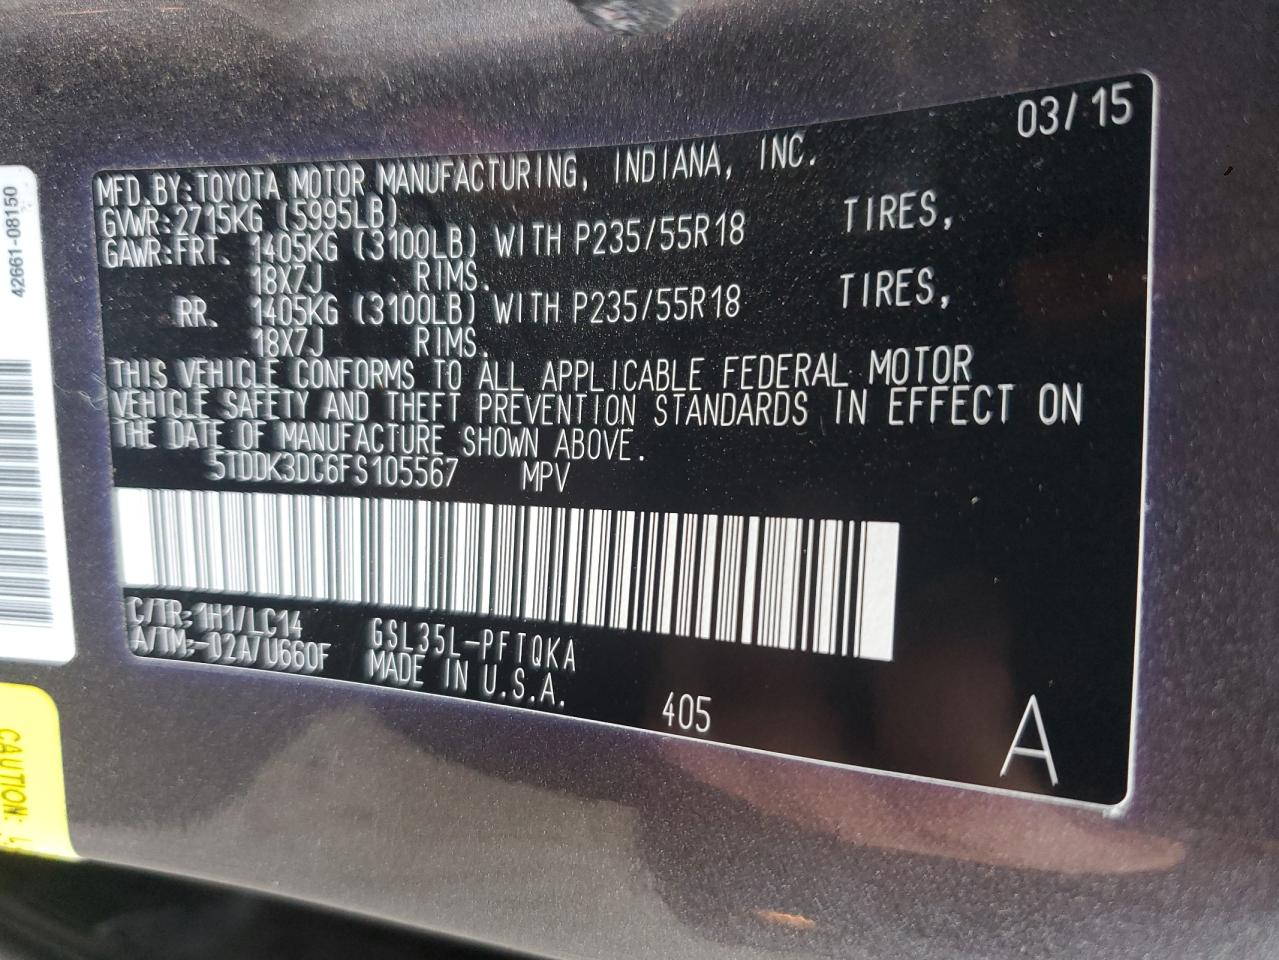 03/15
MFD.BY:TOYOTA MOTOR MANUFACTURING, INDIANA, INC.
GVWR:2715KG (5995LB)
GAWR:FRT. 1405KG (3100LB) WITH P235/55R18 TIRES,
18X7J RIMS.
RR. 1405KG (3100LB) WITH P235/55R18 TIRES,
18X7J RIMS.
THIS VEHICLE CONFORMS TO ALL APPLICABLE FEDERAL MOTOR
VEHICLE SAFETY AND THEFT PREVENTION STANDARDS IN EFFECT ON
THE DATE OF MANUFACTURE SHOWN ABOVE.
5TDDK3DC6FS105567 MPV
C/TR:1H1/LC14 GSL35L-PFTQKA
A/TM:-02A/U660F MADE IN U.S.A.
405
A
42661-08150
CAUTION: